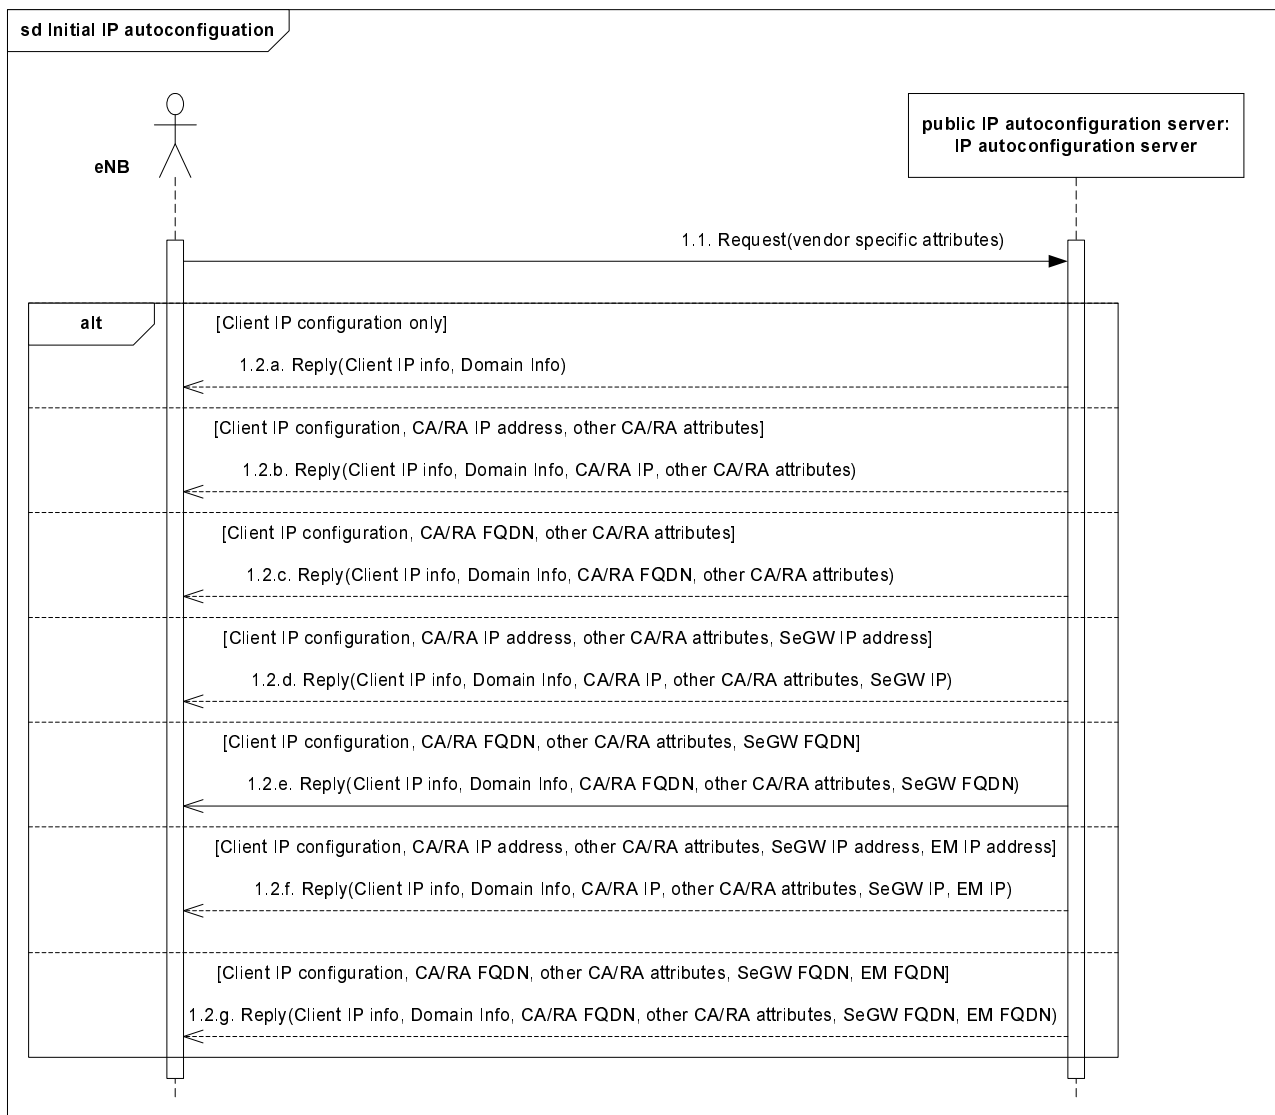 sd Initial IP autoconfiguation
eNB
public IP autoconfiguration server:
IP autoconfiguration server
1.1. Request(vendor specific attributes)
alt
[Client IP configuration only]
1.2.a. Reply(Client IP info, Domain Info)
[Client IP configuration, CA/RA IP address, other CA/RA attributes]
1.2.b. Reply(Client IP info, Domain Info, CA/RA IP, other CA/RA attributes)
[Client IP configuration, CA/RA FQDN, other CA/RA attributes]
1.2.c. Reply(Client IP info, Domain Info, CA/RA FQDN, other CA/RA attributes)
[Client IP configuration, CA/RA IP address, other CA/RA attributes, SeGW IP address]
1.2.d. Reply(Client IP info, Domain Info, CA/RA IP, other CA/RA attributes, SeGW IP)
[Client IP configuration, CA/RA FQDN, other CA/RA attributes, SeGW FQDN]
1.2.e. Reply(Client IP info, Domain Info, CA/RA FQDN, other CA/RA attributes, SeGW FQDN)
[Client IP configuration, CA/RA IP address, other CA/RA attributes, SeGW IP address, EM IP address]
1.2.f. Reply(Client IP info, Domain Info, CA/RA IP, other CA/RA attributes, SeGW IP, EM IP)
[Client IP configuration, CA/RA FQDN, other CA/RA attributes, SeGW FQDN, EM FQDN]
1.2.g. Reply(Client IP info, Domain Info, CA/RA FQDN, other CA/RA attributes, SeGW FQDN, EM FQDN)